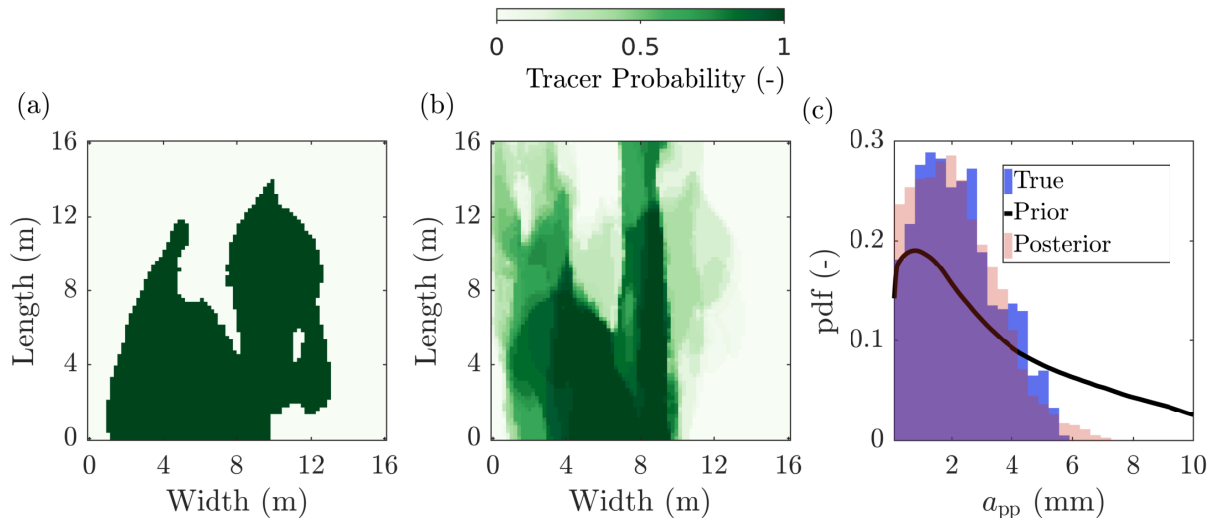 0 0.5 1
Tracer Probability (-)
(a)
16
12
8
4
0
Length (m)
0 4 8 12 16
Width (m)
(b)
16
12
8
4
0
Length (m)
0 4 8 12 16
Width (m)
(c)
0.3
0.2
0.1
0
pdf (-)
True
Prior
Posterior
2 4 6 8 10
a_pp (mm)